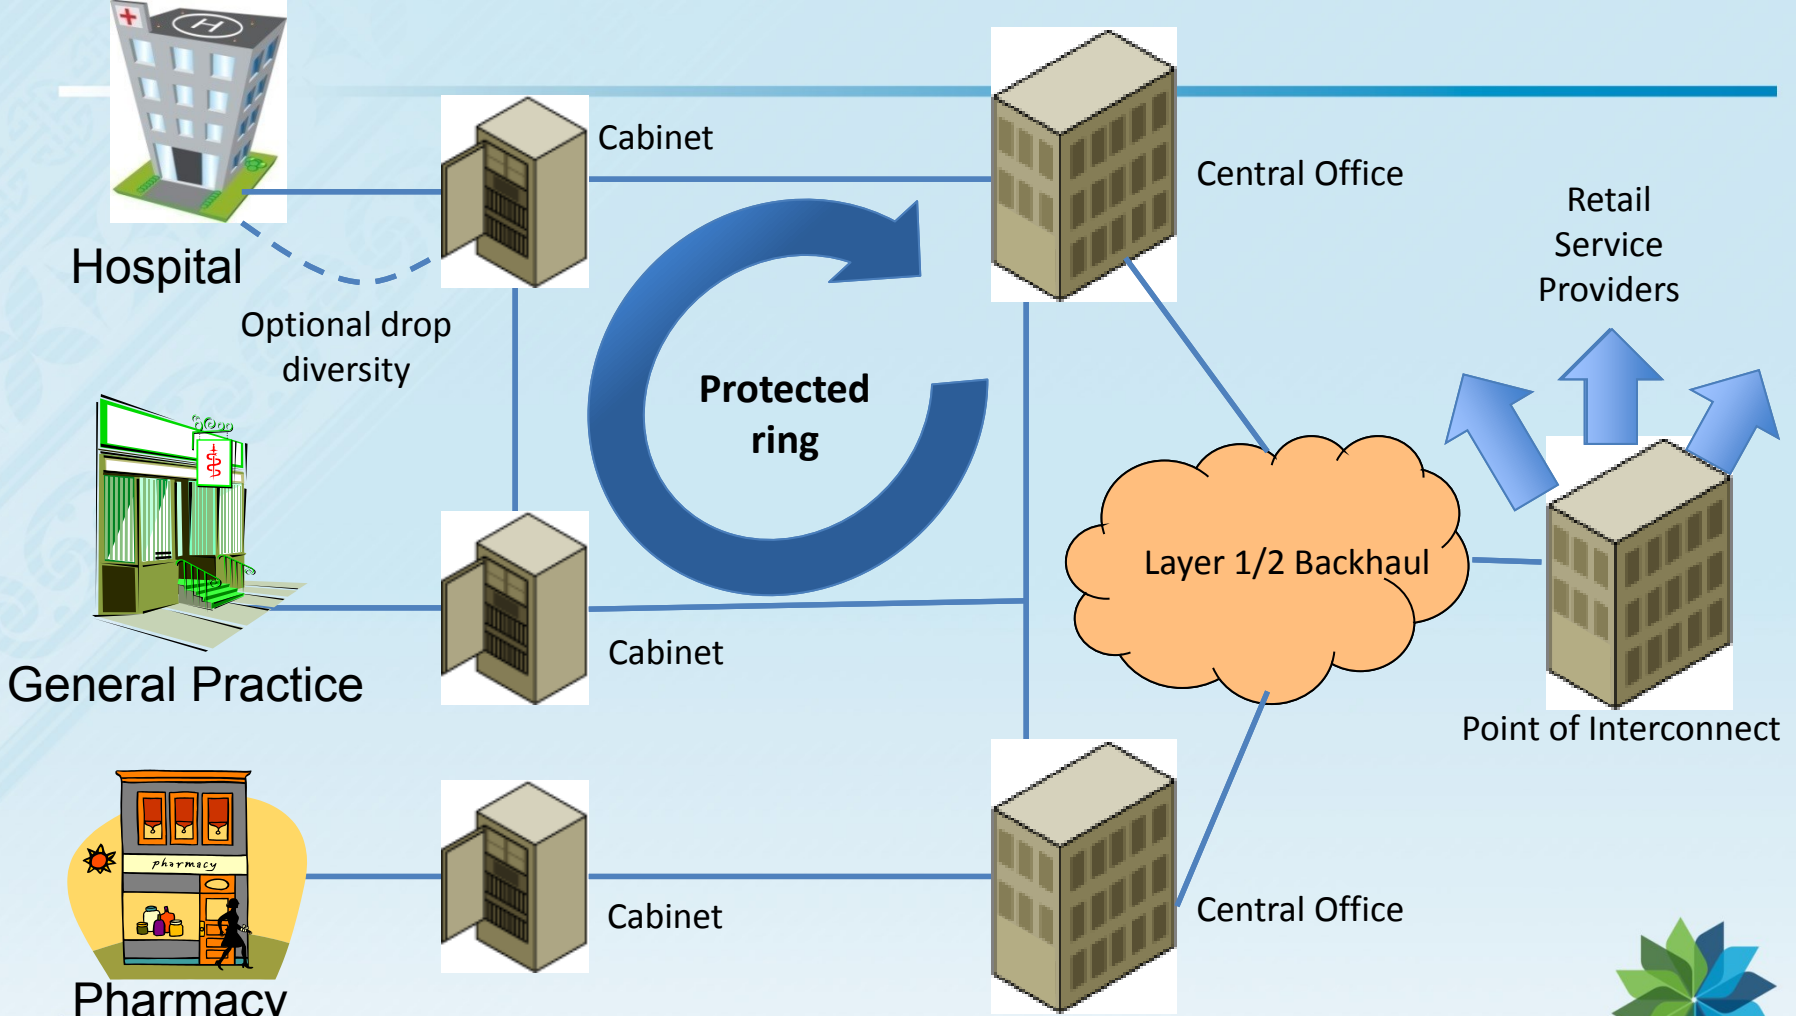 Cabinet
Central Office
Retail
Service
Providers
Hospital
Optional drop
diversity
Protected
ring
Layer 1/2 Backhaul
Cabinet
General Practice
Point of Interconnect
pharmacy
Cabinet
Central Office
Pharmacy
H